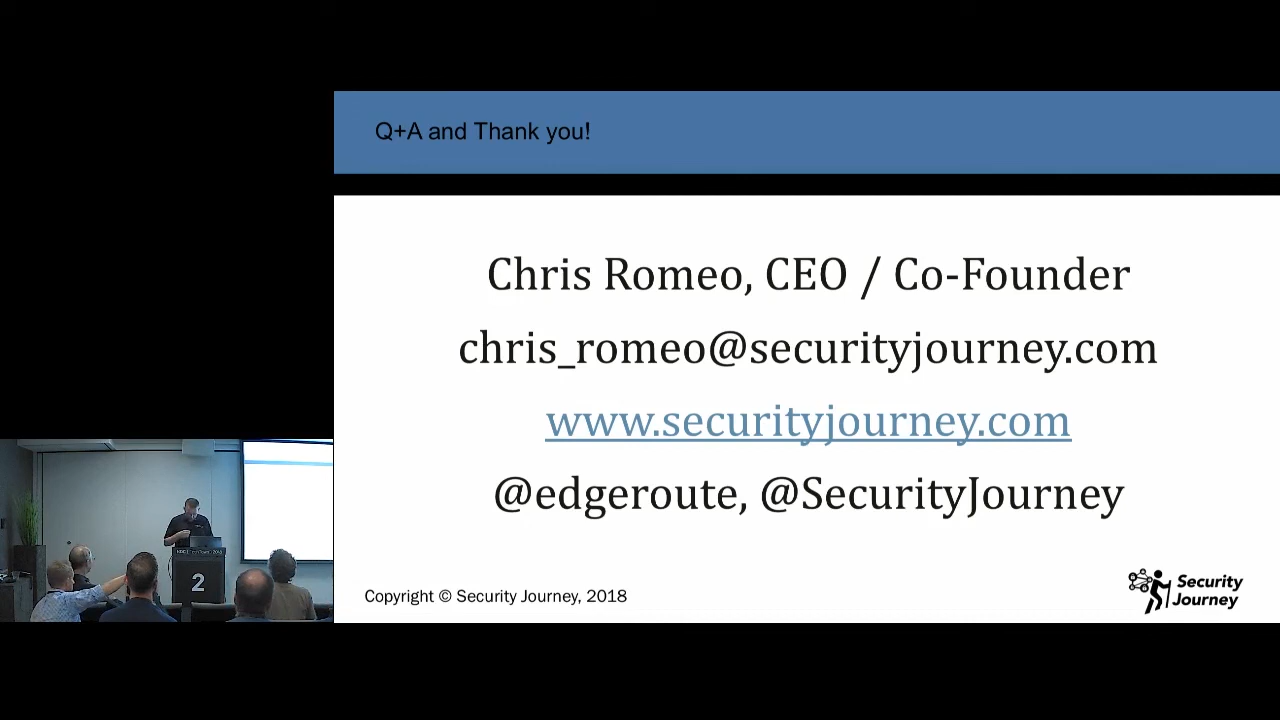 Q+A and Thank you!
Chris Romeo, CEO / Co-Founder
chris_romeo@securityjourney.com
www.securityjourney.com
@edgeroute, @SecurityJourney
Copyright © Security Journey, 2018
Security
Journey
2